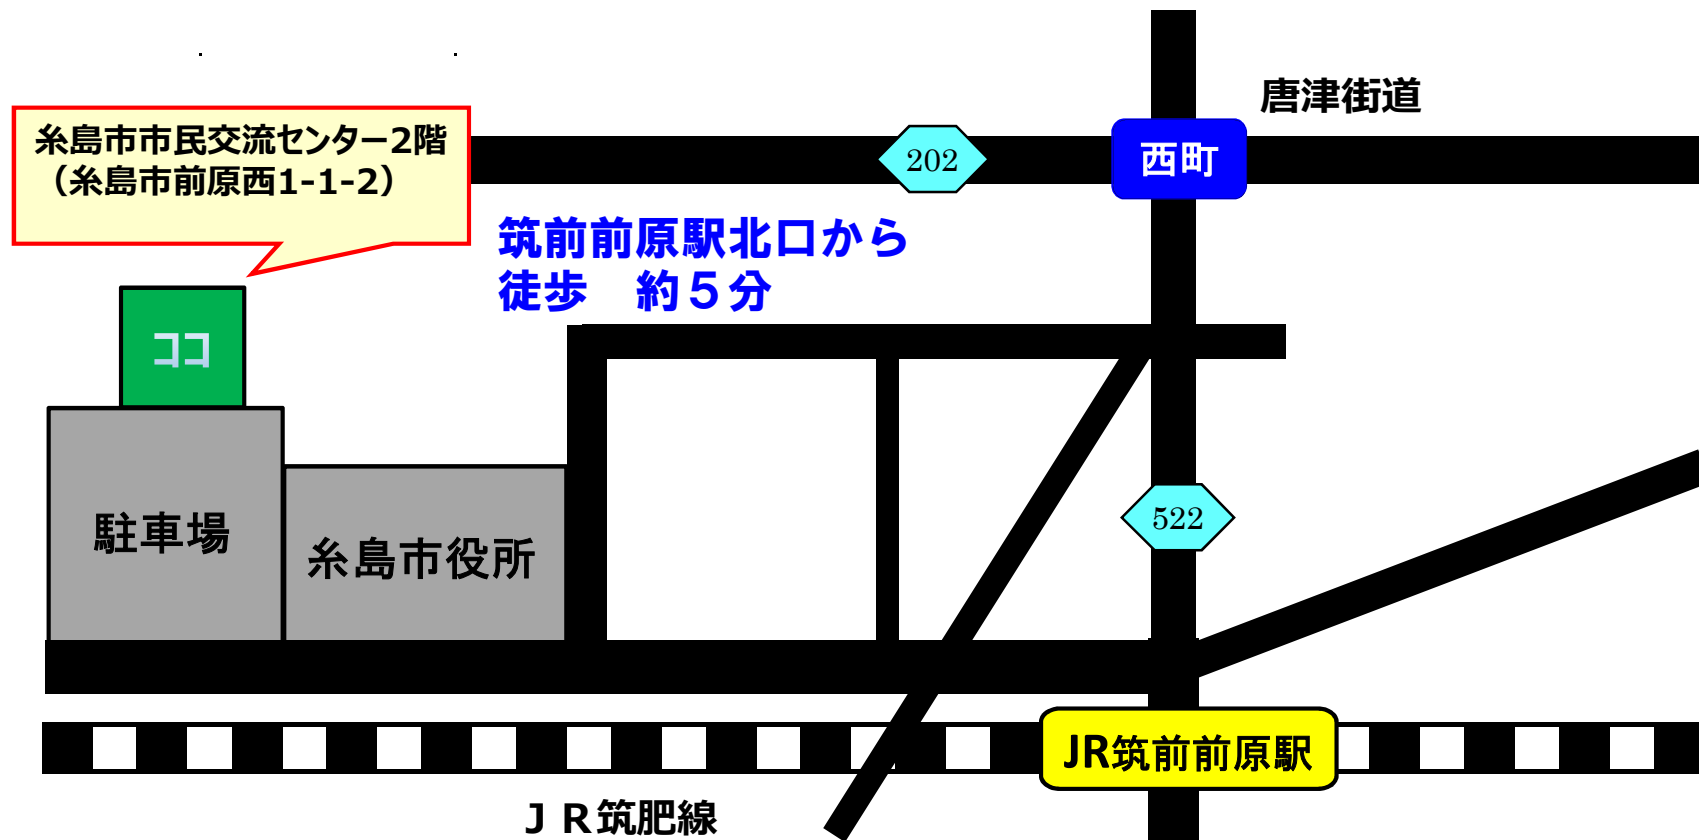 唐津街道
糸島市市民交流センター2階
（糸島市前原西1-1-2）
202
西町
筑前前原駅北口から
徒歩　約５分
ココ
駐車場
糸島市役所
522
JR筑前前原駅
ＪＲ筑肥線